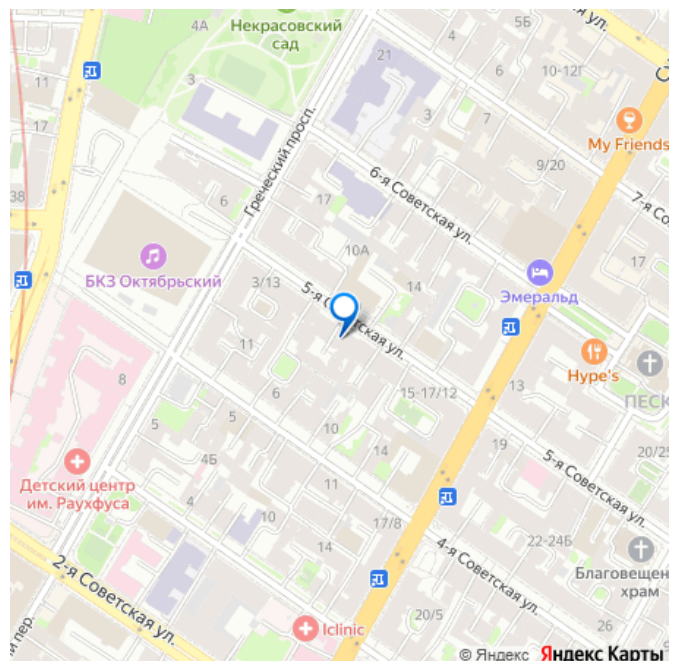 4А
Некрасовский
сад
4
5Б
я ул.
21
10-12Г
11
3
3
7
My Friends
17
Греческий просп.
9/20
6-я Советская ул.
7-я Со
38
6
17
10А
17
БКЗ Октябрьский
3/13
14
Эмеральд
5-я Советская ул.
11
Hype's
8
15-17/12
13
ПЕСК
6
5
5
10
19
20/25
4Б
14
5-я Советская ул.
Детский центр
им. Раухфуса
4
11
10
17/8
22-24Б
14
4-я Советская ул.
2-я Советская ул.
Благовещен
храм
20/5
26
Iclinic
й пер.
© Яндекс Яндекс Карты